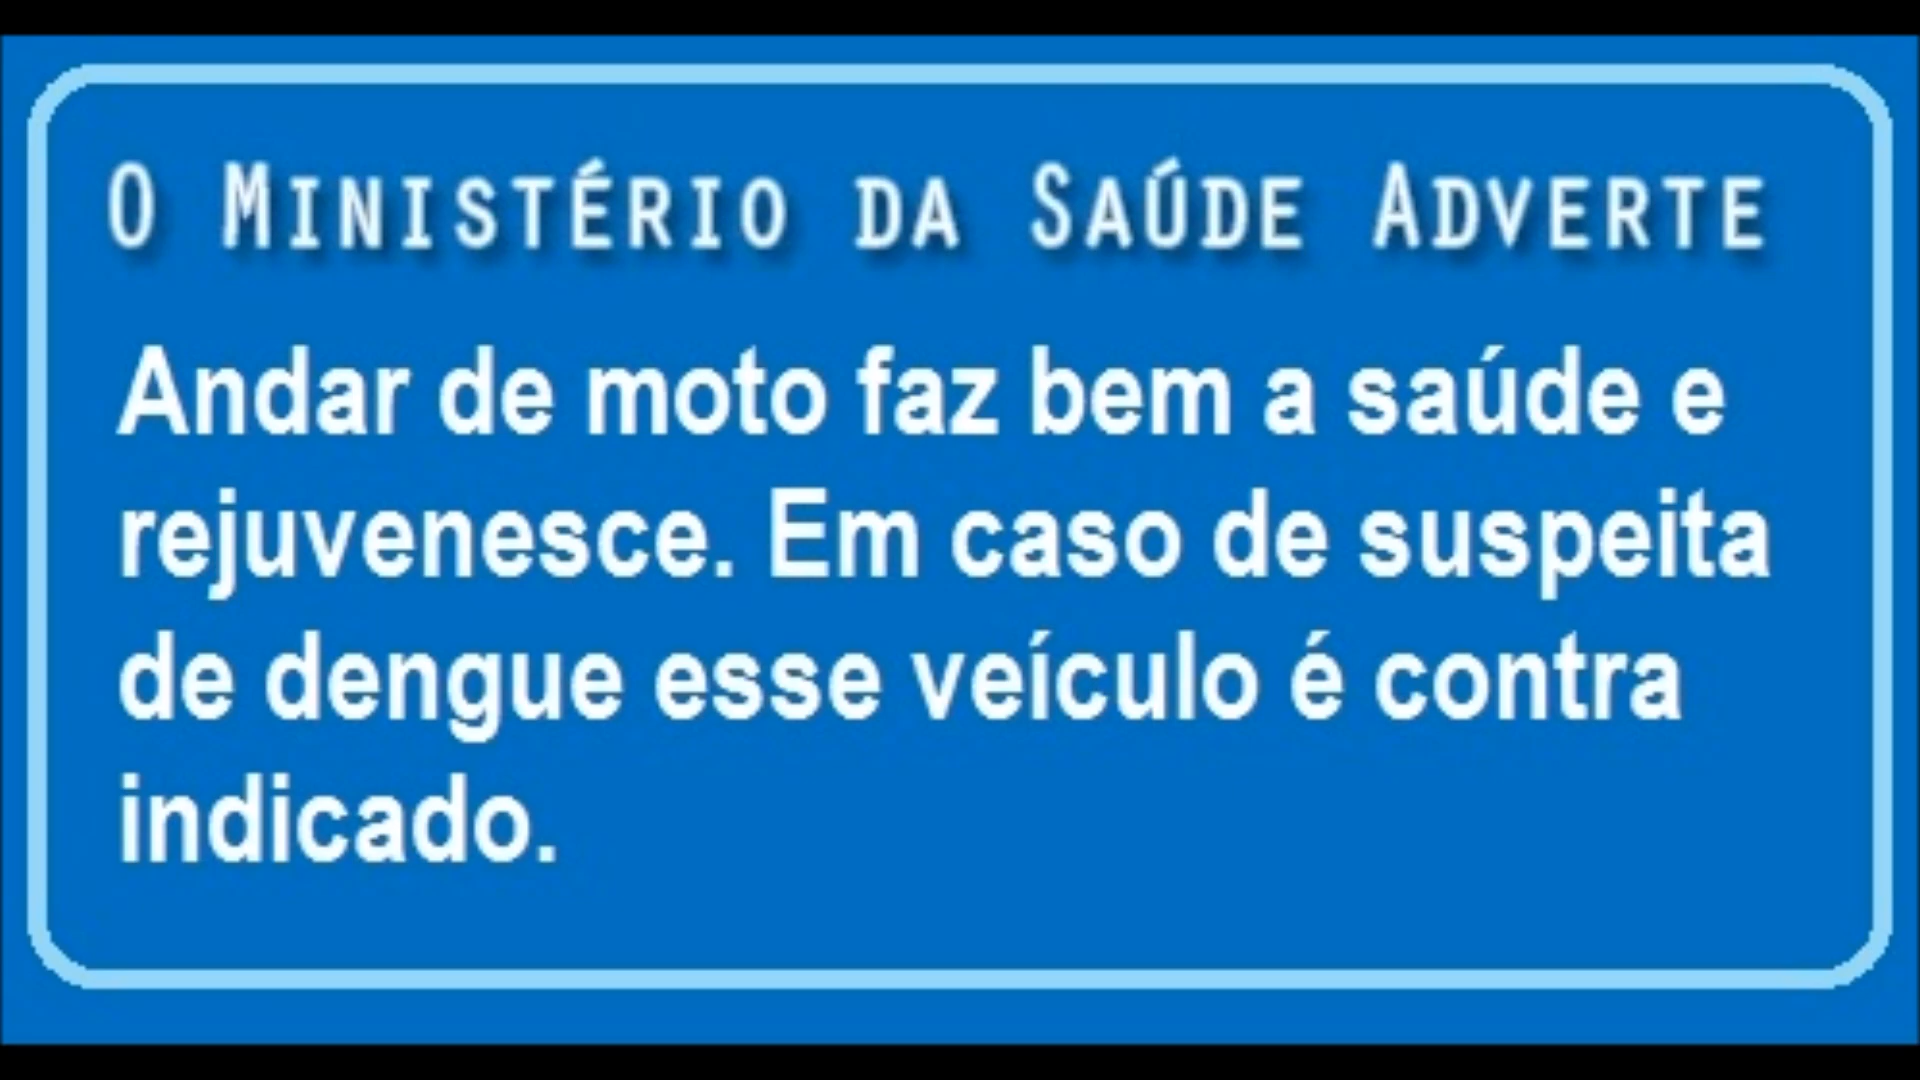 O Ministério da Saúde Adverte
Andar de moto faz bem a saúde e
rejuvenesce. Em caso de suspeita
de dengue esse veículo é contra
indicado.